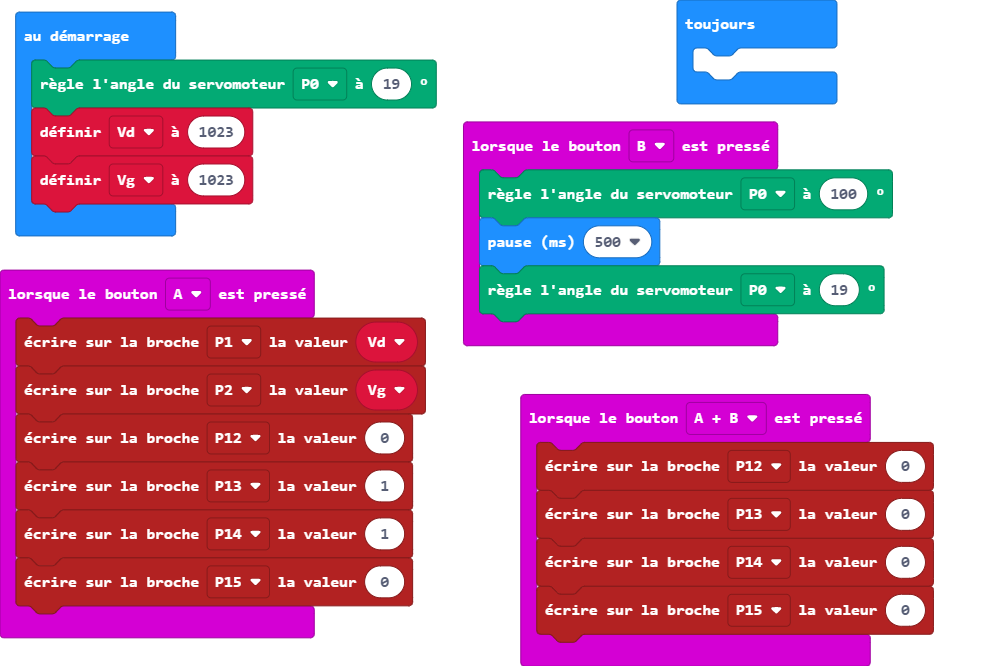 au démarrage
règle l'angle du servomoteur P0 à 19 °
définir Vd à 1023
définir Vg à 1023
toujours
lorsque le bouton B est pressé
règle l'angle du servomoteur P0 à 100 °
pause (ms) 500
règle l'angle du servomoteur P0 à 19 °
lorsque le bouton A est pressé
écrire sur la broche P1 la valeur Vd
écrire sur la broche P2 la valeur Vg
écrire sur la broche P12 la valeur 0
écrire sur la broche P13 la valeur 1
écrire sur la broche P14 la valeur 1
écrire sur la broche P15 la valeur 0
lorsque le bouton A + B est pressé
écrire sur la broche P12 la valeur 0
écrire sur la broche P13 la valeur 0
écrire sur la broche P14 la valeur 0
écrire sur la broche P15 la valeur 0